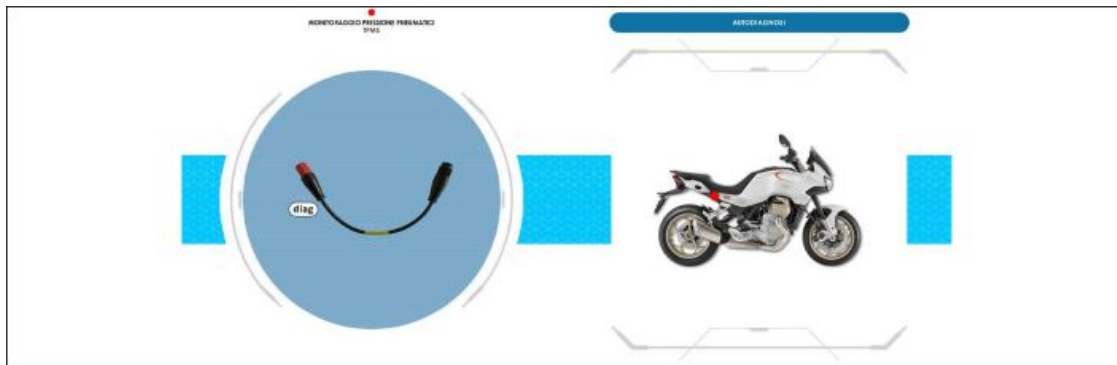 MONITORAGGIO PRESSIONE PNEUMATICI
TPMS
AUTODIAGNOSI
diag